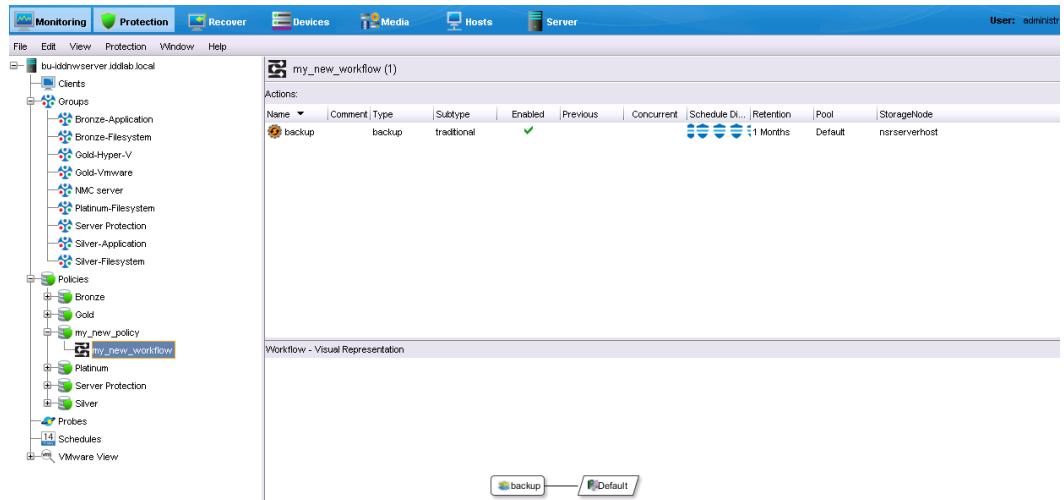 Monitoring Protection Recover Devices Media Hosts Server User: administr
File Edit View Protection Window Help
bu-iddnwserver.iddlab.local
Clients
Groups
Bronze-Application
Bronze-Filesystem
Gold-Hyper-V
Gold-Vmware
NMC server
Platinum-Filesystem
Server Protection
Silver-Application
Silver-Filesystem
Policies
Bronze
Gold
my_new_policy
my_new_workflow
Platinum
Server Protection
Silver
Probes
14 Schedules
VMware View
my_new_workflow (1)
Actions:
Name Comment Type Subtype Enabled Previous Concurrent Schedule Di... Retention Pool StorageNode
backup backup traditional 1 Months Default nsrserverhost
Workflow - Visual Representation
backup Default